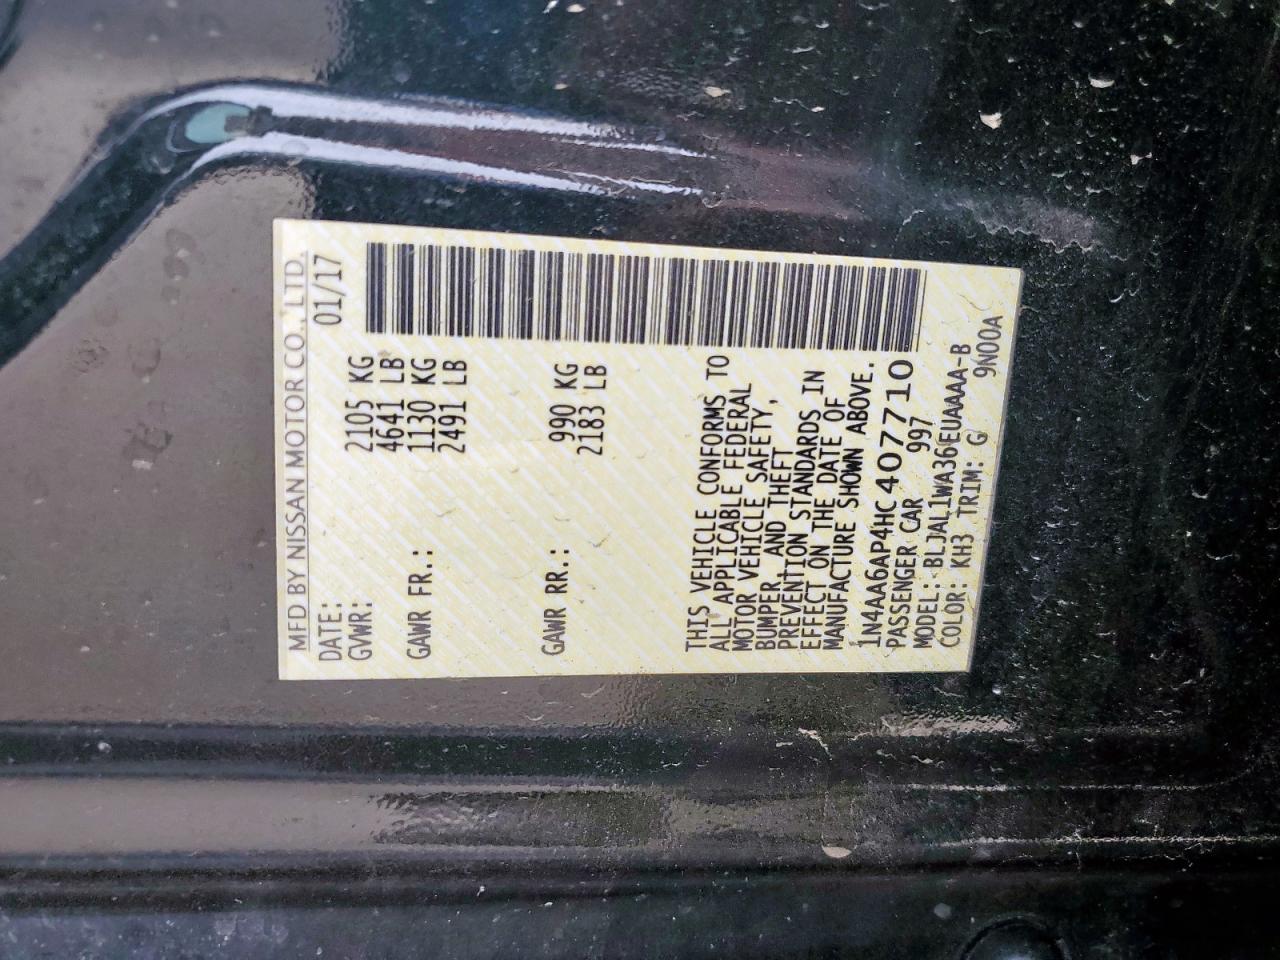 MFD BY NISSAN MOTOR CO., LTD.
DATE: 01/17
GVWR: 2105 KG
4641 LB
GAWR FR.: 1130 KG
2491 LB
GAWR RR.: 990 KG
2183 LB
THIS VEHICLE CONFORMS TO
ALL APPLICABLE FEDERAL
MOTOR VEHICLE SAFETY,
BUMPER, AND THEFT
PREVENTION STANDARDS IN
EFFECT ON THE DATE OF
MANUFACTURE SHOWN ABOVE.
1N4AA6AP4HC407710
PASSENGER CAR 997
MODEL: BLJAL1WA36EUAAAA-B
COLOR: KH3 TRIM: G 9N00A